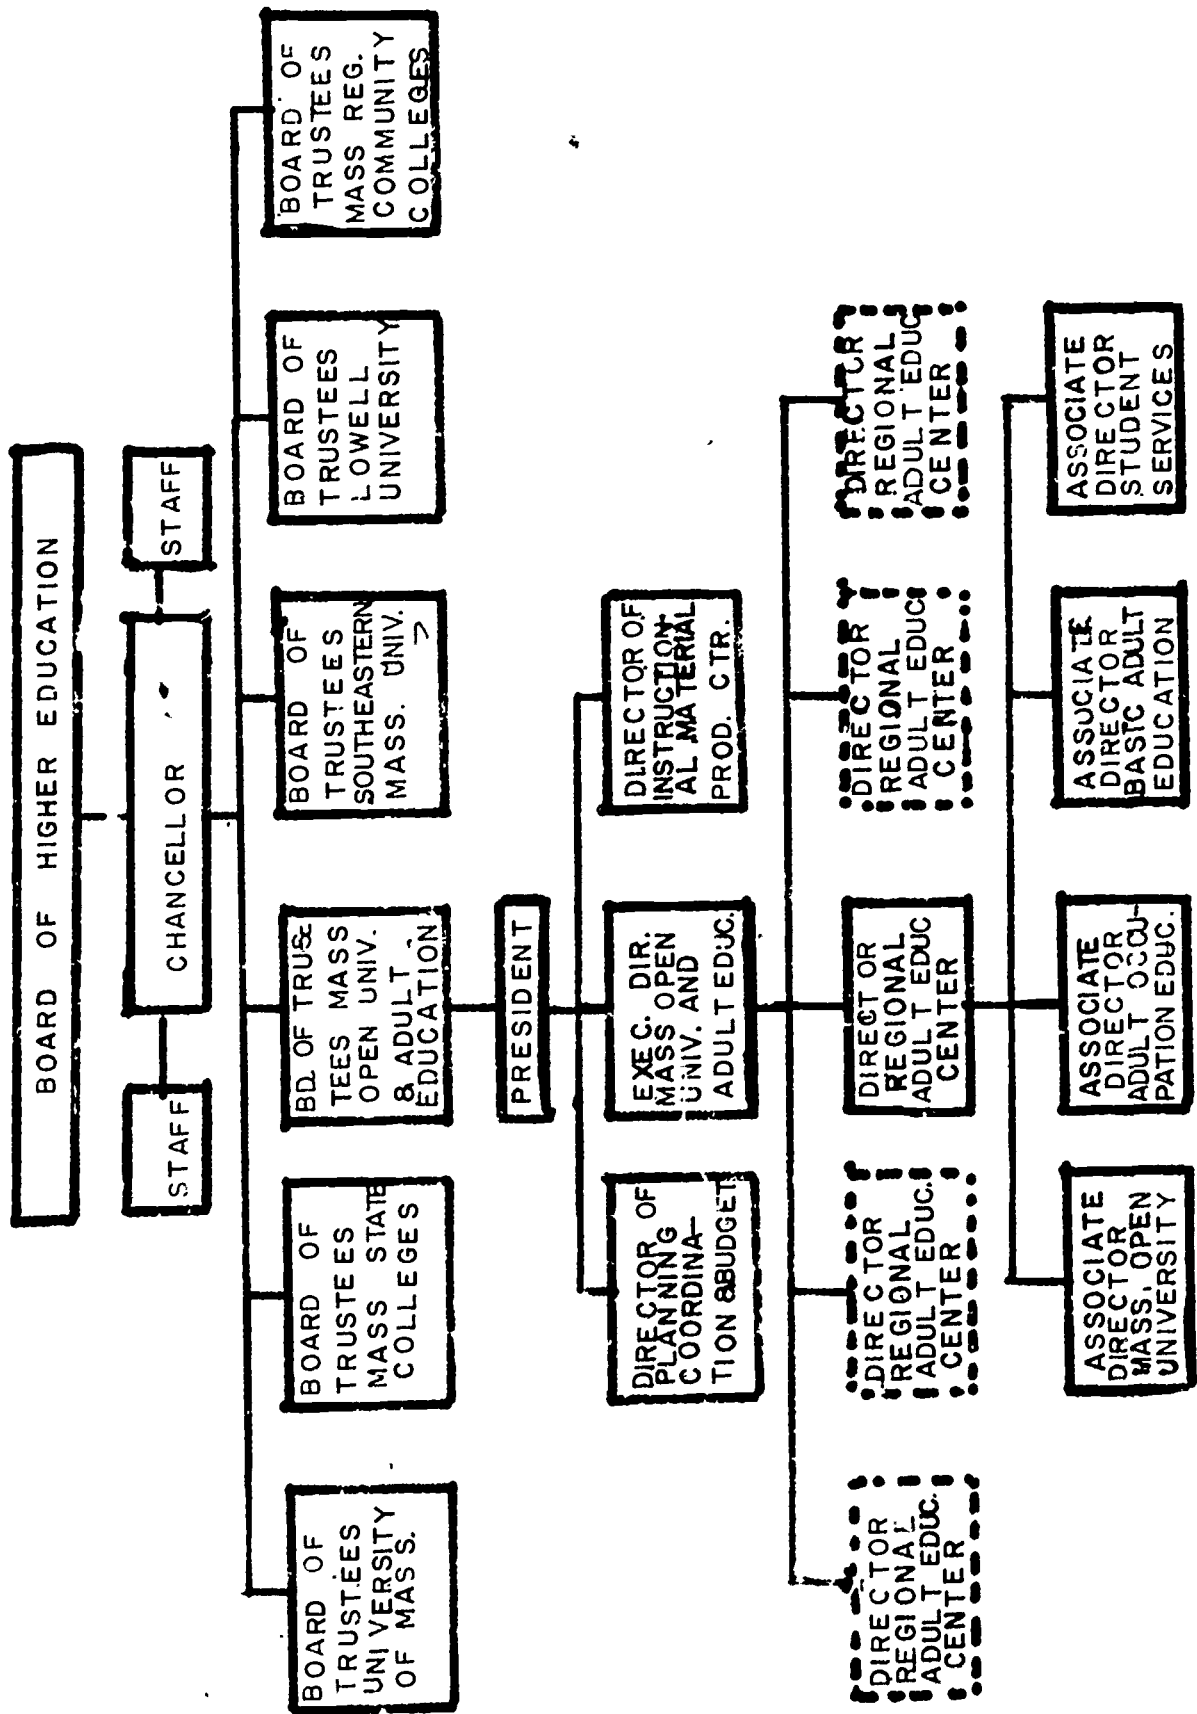 BOARD OF HIGHER EDUCATION
STAFF
CHANCELLOR
STAFF
BOARD OF
TRUSTEES
UNIVERSITY
OF MASS.
BOARD OF
TRUSTEES
MASS STATE
COLLEGES
BD. OF TRUS-
TEES MASS
OPEN UNIV.
& ADULT
EDUCATION
BOARD OF
TRUSTEES
SOUTHEASTERN
MASS. UNIV.
BOARD OF
TRUSTEES
LOWELL
UNIVERSITY
BOARD OF
TRUSTEES
MASS REG.
COMMUNITY
COLLEGES
PRESIDENT
DIRECTOR OF
PLANNING
COORDINA-
TION & BUDGET
EXEC. DIR.
MASS OPEN
UNIV. AND
ADULT EDUC.
DIRECTOR OF
INSTRUCTION-
AL MATERIAL
PROD. CTR.
DIRECTOR
REGIONAL
ADULT EDUC.
CENTER
DIRECTOR
REGIONAL
ADULT EDUC.
CENTER
DIRECTOR
REGIONAL
ADULT EDUC
CENTER
DIRECTOR
REGIONAL
ADULT EDUC
CENTER
DIRECTOR
REGIONAL
ADULT EDUC
CENTER
ASSOCIATE
DIRECTOR
MASS. OPEN
UNIVERSITY
ASSOCIATE
DIRECTOR
ADULT OCCU-
PATION EDUC.
ASSOCIATE
DIRECTOR
BASIC ADULT
EDUCATION
ASSOCIATE
DIRECTOR
STUDENT
SERVICES